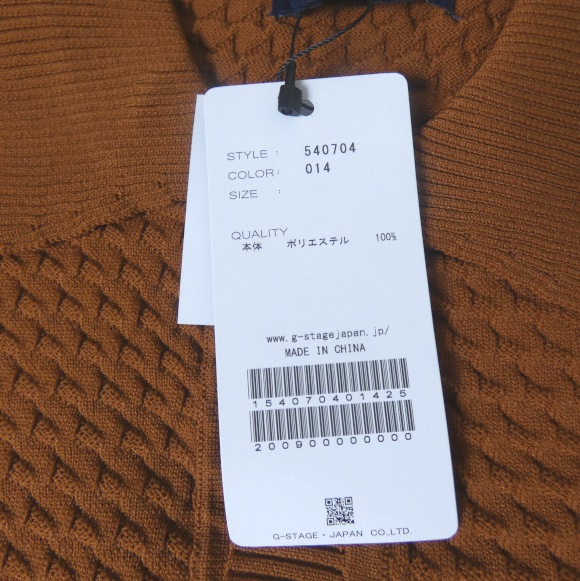 STYLE : 540704
COLOR: 014
SIZE :
QUALITY
本体 ポリエステル 100%
www.g-stagejapan.jp/
MADE IN CHINA
154070401425
2009000000000
G-STAGE・JAPAN CO.,LTD.